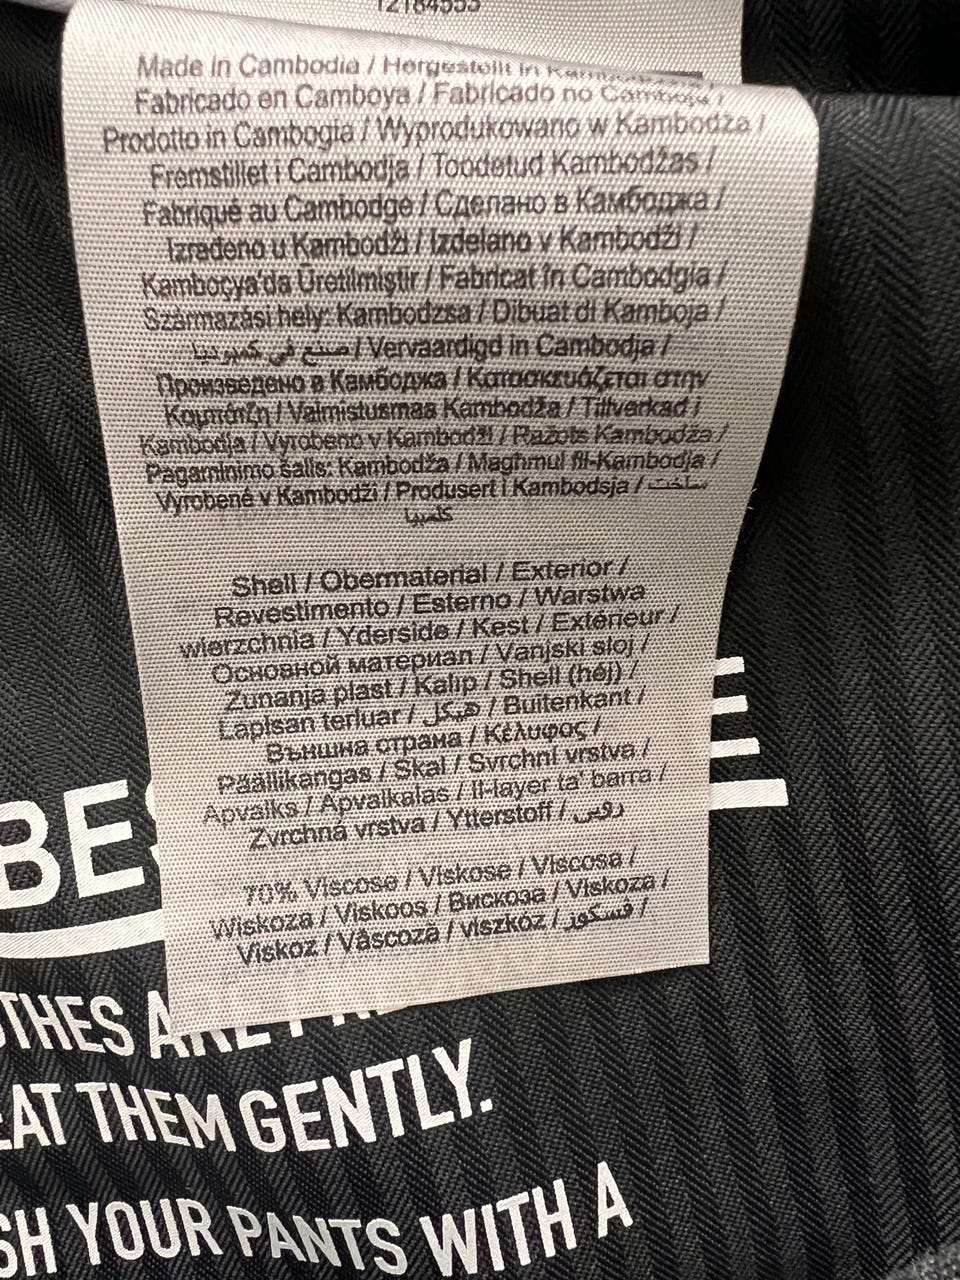 12184553
Made in Cambodia / Hergestellt in
Fabricado en Camboya / Fabricado no Camboja /
Prodotto in Cambogia / Wyprodukowano w Kambodża /
Fremstillet i Cambodja / Toodetud Kambodžas /
Fabriqué au Cambodge / Сделано в Камбоджа /
Izrađeno u Kambodži / Izdelano v Kambodži /
Kamboçya'da Üretilmiştir / Fabricat în Cambodgia /
Származási hely: Kambodzsa / Dibuat di Kamboja /
صنع في كمبوديا / Vervaardigd in Cambodja /
Произведено в Камбоджа / Κατασκευάζεται στην
Καμπότζη / Valmistusmaa Kambodža / Tillverkad i
Kambodja / Vyrobeno v Kambodži / Ražots Kambodža /
Pagaminimo šalis: Kambodža / Magħmul fil-Kambodja /
Vyrobené v Kambodži / Produsert i Kambodsja / ساخت
Shell / Obermaterial / Exterior /
Revestimento / Esterno / Warstwa
wierzchnia / Yderside / Kest / Extérieur /
Основной материал / Vanjski sloj /
Zunanja plast / Kalıp / Shell (héj) /
Lapisan terluar / هيكل / Buitenkant /
Външна страна / Κέλυφος /
Päällikangas / Skal / Svrchní vrstva /
Apvalks / Apvalkalas / Il-layer ta' barra /
Zvrchná vrstva / Ytterstoff / رویی
70% Viscose / Viskose / Viscosa /
Wiskoza / Viskoos / Вискоза / Viskoza /
Viskoz / Vâscoză / viszkóz / فسكوز /
BES E
THES ARE
EAT THEM GENTLY.
SH YOUR PANTS WITH A